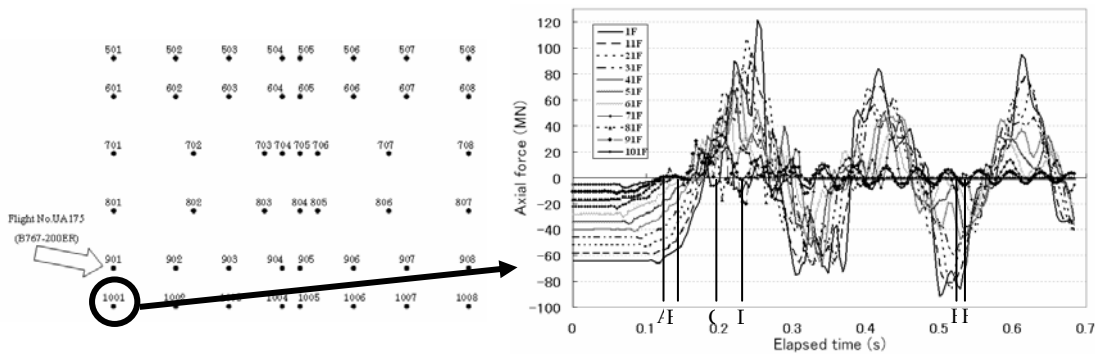 501 502 503 504 505 506 507 508
601 602 603 604 605 606 607 608
701 702 703 704 705 706 707 708
801 802 803 804 805 806 807
Flight No.UA175
(B767-200ER)
901 902 903 904 905 906 907 908
1001 1002 1003 1004 1005 1006 1007 1008
Axial force (MN)
120
100
80
60
40
20
0
-20
-40
-60
-80
-100
1F
11F
21F
31F
41F
51F
61F
71F
81F
91F
101F
A
0 0.1 0.2 0.3 0.4 0.5 0.6 0.7
Elapsed time (s)